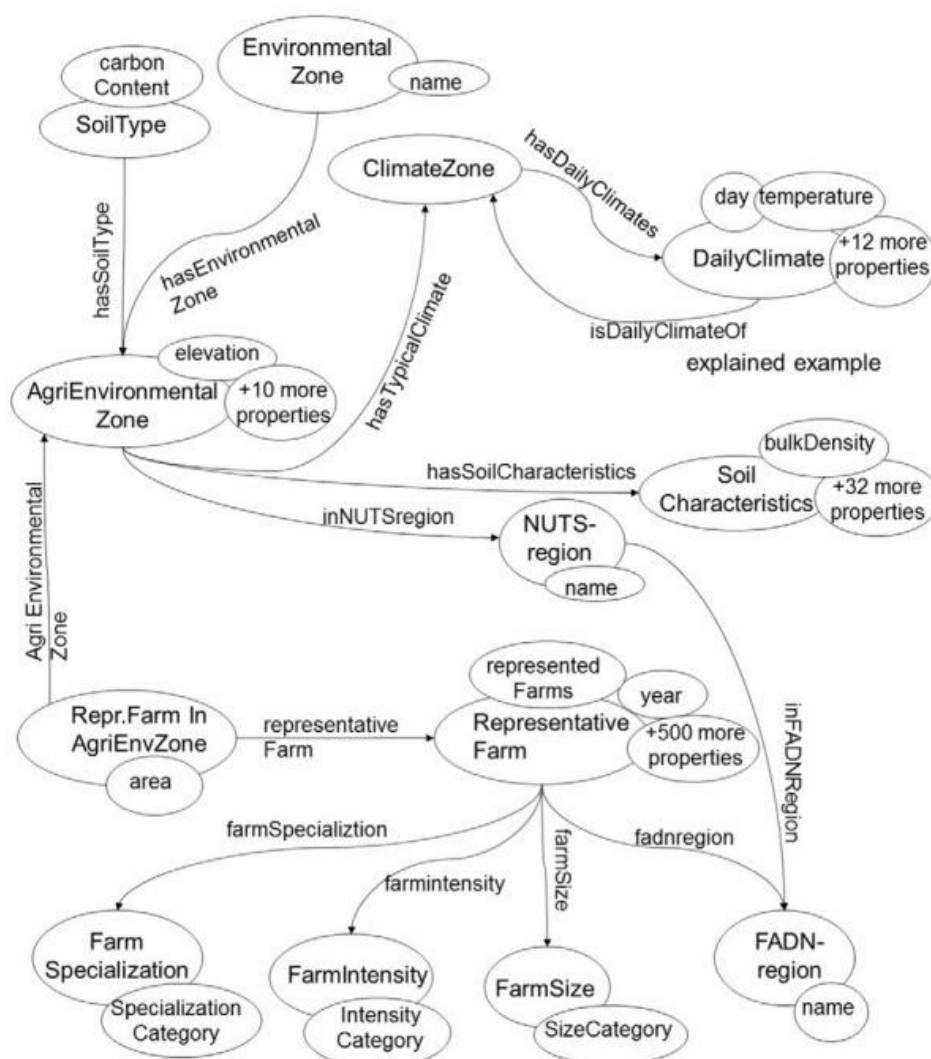 carbon
Content
SoilType
Environmental
Zone
name
ClimateZone
hasDailyClimates
day
temperature
DailyClimate
+12 more
properties
isDailyClimateOf
explained example
hasSoilType
hasEnvironmental
Zone
hasTypicalClimate
elevation
AgriEnvironmental
Zone
+10 more
properties
hasSoilCharacteristics
bulkDensity
Soil
Characteristics
+32 more
properties
inNUTSregion
NUTS-
region
name
Agri Environmental
Zone
Repr.Farm In
AgriEnvZone
area
representative
Farm
represented
Farms
year
Representative
Farm
+500 more
properties
inFADNRegion
farmSpecializtion
farmintensity
farmSize
fadnregion
Farm
Specialization
Specialization
Category
FarmIntensity
Intensity
Category
FarmSize
SizeCategory
FADN-
region
name